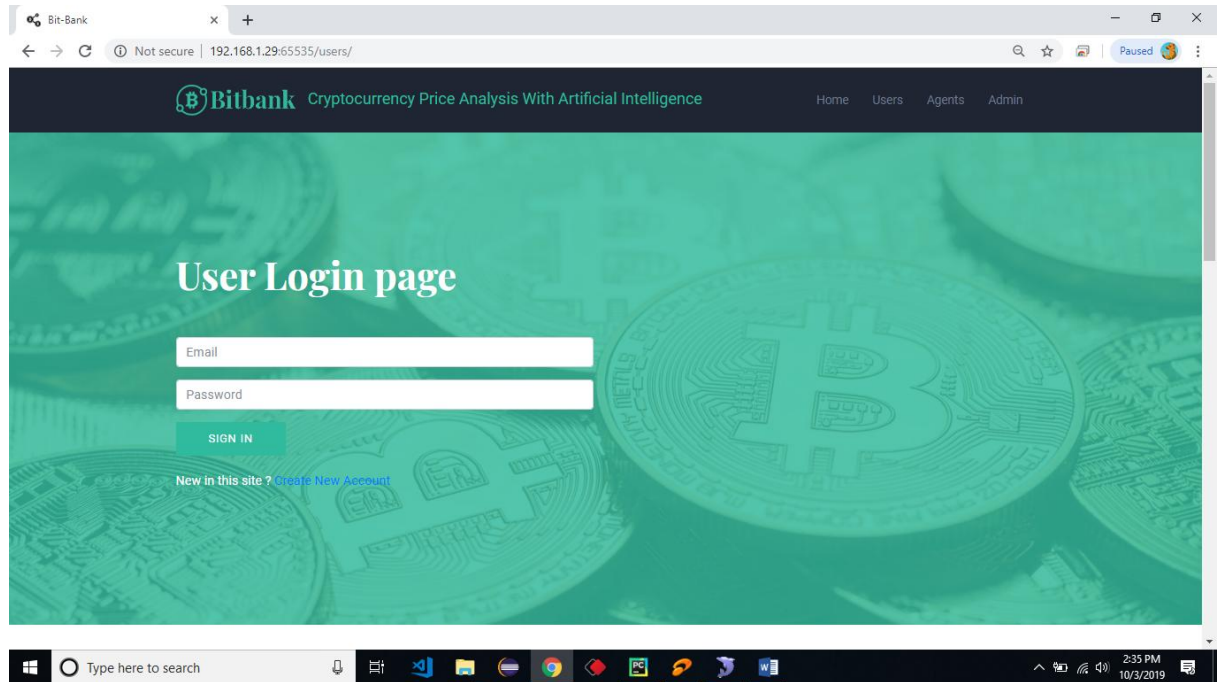 Bit-Bank
Not secure | 192.168.1.29:65535/users/
Paused
Bitbank Cryptocurrency Price Analysis With Artificial Intelligence Home Users Agents Admin
User Login page
Email
Password
SIGN IN
New in this site ? Create New Account
Type here to search
PC
2:35 PM
10/3/2019